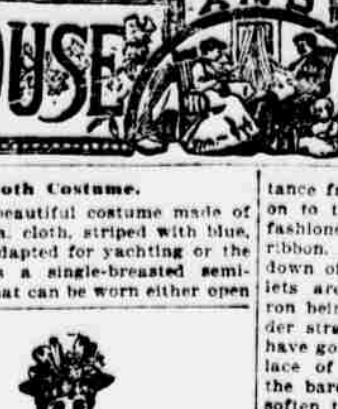 OUSE
AND
oth Costume.
beautiful costume made of
a. cloth, striped with blue,
dapted for yachting or the
s a single-breasted semi-
at can be worn either open
tance f
on to t
fashione
ribbon.
down of
lets are
ron bein
der stra
have go
lace of
the bare
soften t